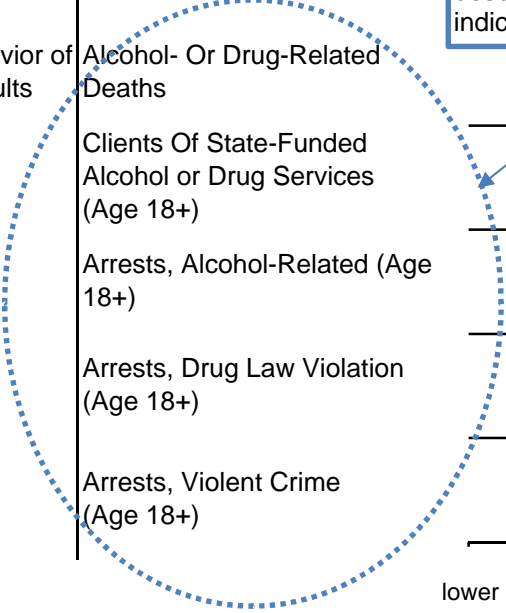 indic
vior of Alcohol- Or Drug-Related
ults Deaths
Clients Of State-Funded
Alcohol or Drug Services
(Age 18+)
Arrests, Alcohol-Related (Age
18+)
Arrests, Drug Law Violation
(Age 18+)
Arrests, Violent Crime
(Age 18+)
lower